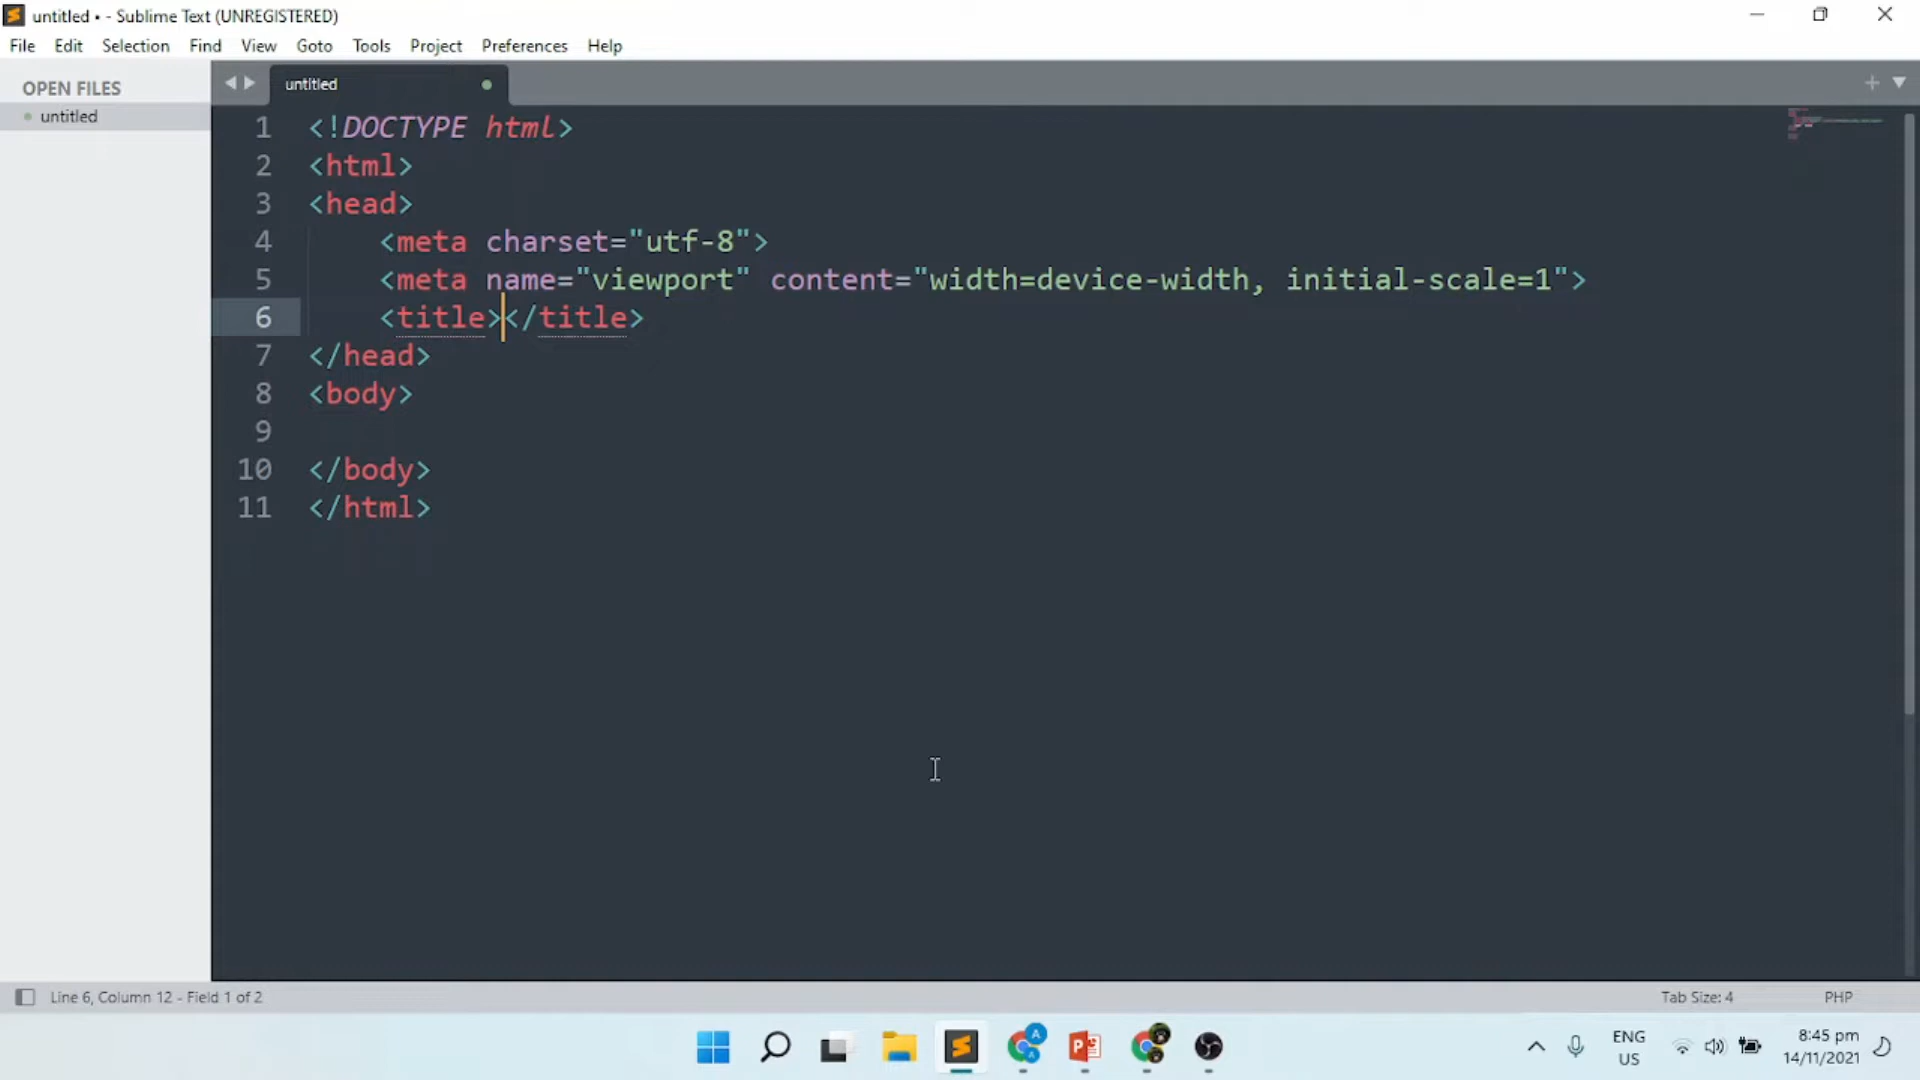 untitled • - Sublime Text (UNREGISTERED)
File Edit Selection Find View Goto Tools Project Preferences Help
OPEN FILES
untitled
untitled
1 <!DOCTYPE html>
2 <html>
3 <head>
4 <meta charset="utf-8">
5 <meta name="viewport" content="width=device-width, initial-scale=1">
6 <title></title>
7 </head>
8 <body>
9
10 </body>
11 </html>
Line 6, Column 12 - Field 1 of 2
Tab Size: 4
PHP
ENG
US
8:45 pm
14/11/2021